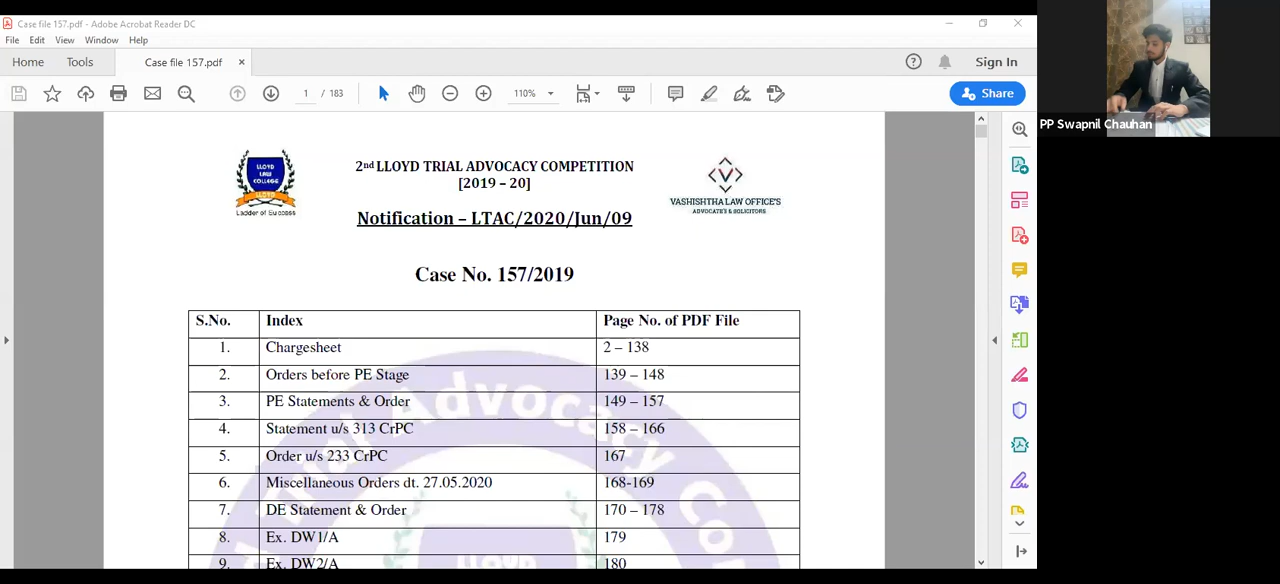 Case file 157.pdf - Adobe Acrobat Reader DC
File Edit View Window Help
Home Tools Case file 157.pdf × Sign In
1 / 183 110% Share
PP Swapnil Chauhan
LLOYD
LAW
COLLEGE
LLOYD
Ladder of Success
2nd LLOYD TRIAL ADVOCACY COMPETITION
[2019 – 20]
Notification – LTAC/2020/Jun/09
VASHISHTHA LAW OFFICE'S
ADVOCATE'S & SOLICITORS
Case No. 157/2019
S.No. Index Page No. of PDF File
1. Chargesheet 2 – 138
2. Orders before PE Stage 139 – 148
3. PE Statements & Order 149 – 157
4. Statement u/s 313 CrPC 158 – 166
5. Order u/s 233 CrPC 167
6. Miscellaneous Orders dt. 27.05.2020 168-169
7. DE Statement & Order 170 – 178
8. Ex. DW1/A 179
9. Ex. DW2/A 180
Trial Advocacy
LLOYD